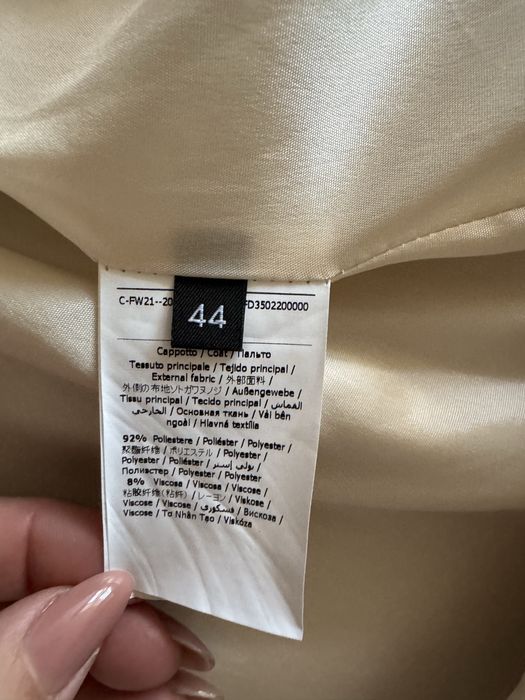 C-FW21--20
FD3502200000
44
Cappotto / Coat / Пальто
Tessuto principale / Tejido principal /
External fabric / 外部面料 /
外側の布地ソトガワヌノジ / Außengewebe /
Tissu principal / Tecido principal / القماش
الخارجي / Основная ткань / Vải bên
ngoài / Hlavná textília
92% Poliestere / Poliéster / Polyester /
聚酯纤维 / ポリエステル / Polyester /
Polyester / Poliéster / بولي إستر /
Полиэстер / Polyester / Polyester
8% Viscosa / Viscosa / Viscose /
粘胶纤维(粘纤) / レーヨン / Viskose /
Viscose / Viscose / فسكوزي / Вискоза /
Viscose / Tơ Nhân Tạo / Viskóza